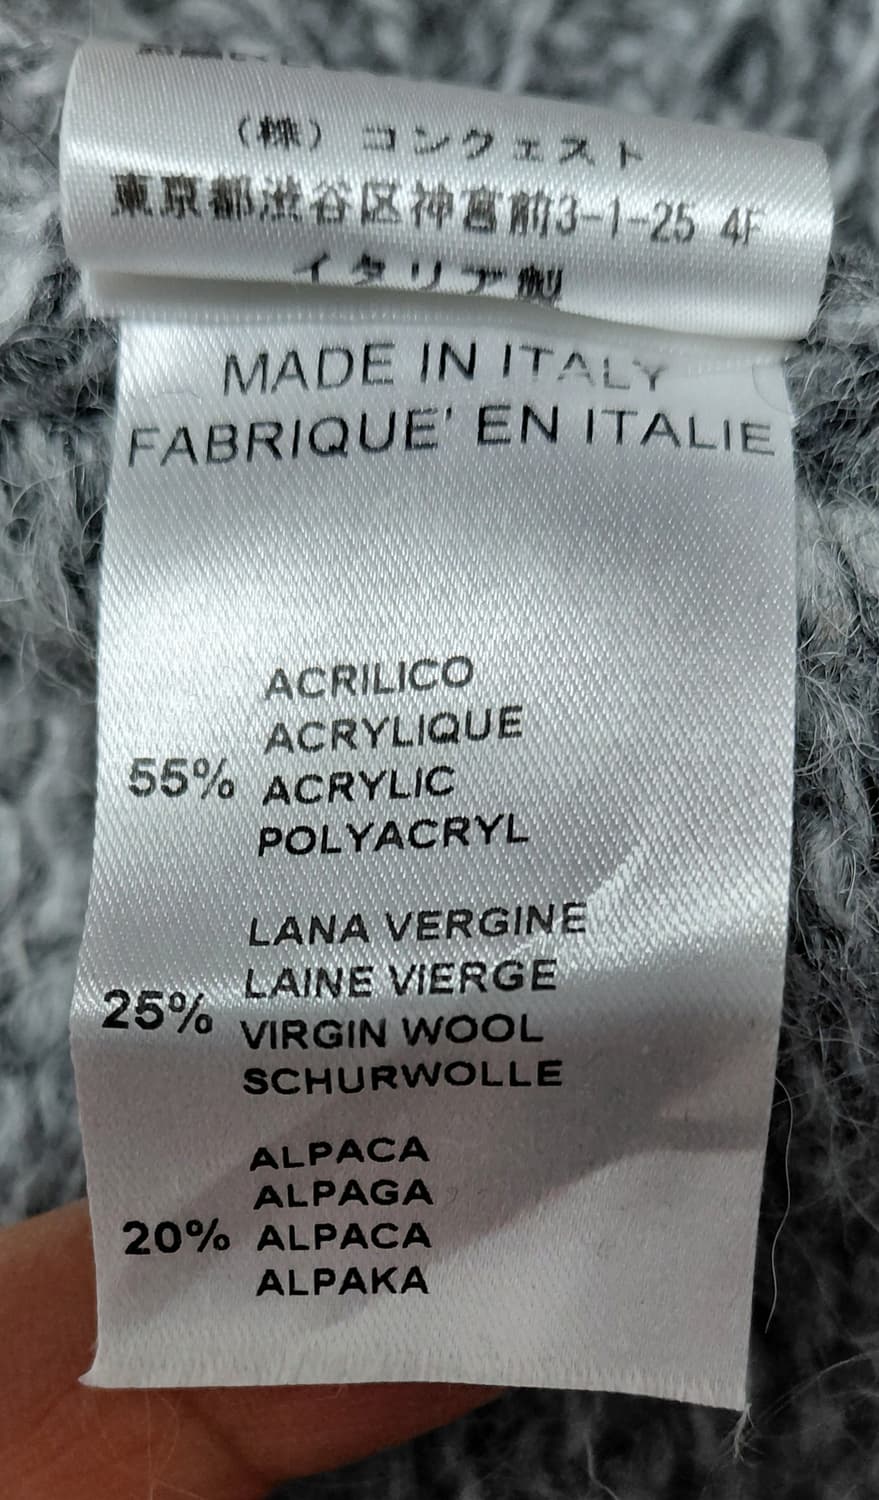 （株）コンクェスト
東京都渋谷区神宮前3-1-25 4F
イタリア製
MADE IN ITALY
FABRIQUE' EN ITALIE
55%
ACRILICO
ACRYLIQUE
ACRYLIC
POLYACRYL
25%
LANA VERGINE
LAINE VIERGE
VIRGIN WOOL
SCHURWOLLE
20%
ALPACA
ALPAGA
ALPACA
ALPAKA